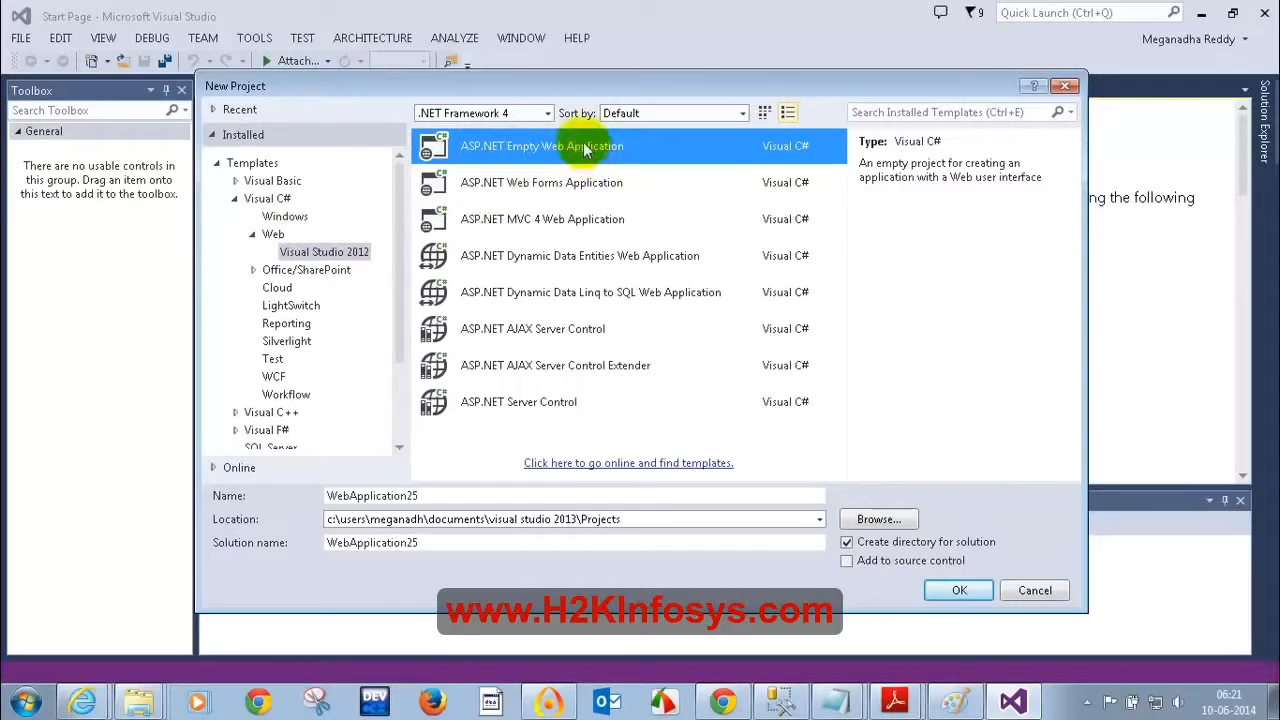 Start Page - Microsoft Visual Studio
9
Quick Launch (Ctrl+Q)
FILE EDIT VIEW DEBUG TEAM TOOLS TEST ARCHITECTURE ANALYZE WINDOW HELP
Meganadha Reddy
Attach...
Toolbox
Search Toolbox
General
There are no usable controls in
this group. Drag an item onto
this text to add it to the toolbox.
Solution Explorer
ng the following
New Project
?
Recent
.NET Framework 4
Sort by: Default
Search Installed Templates (Ctrl+E)
Installed
Templates
Visual Basic
Visual C#
Windows
Web
Visual Studio 2012
Office/SharePoint
Cloud
LightSwitch
Reporting
Silverlight
Test
WCF
Workflow
Visual C++
Visual F#
SQL Server
Online
ASP.NET Empty Web Application Visual C#
ASP.NET Web Forms Application Visual C#
ASP.NET MVC 4 Web Application Visual C#
ASP.NET Dynamic Data Entities Web Application Visual C#
ASP.NET Dynamic Data Linq to SQL Web Application Visual C#
ASP.NET AJAX Server Control Visual C#
ASP.NET AJAX Server Control Extender Visual C#
ASP.NET Server Control Visual C#
Click here to go online and find templates.
Type: Visual C#
An empty project for creating an
application with a Web user interface
Name: WebApplication25
Location: c:\users\meganadh\documents\visual studio 2013\Projects
Browse...
Solution name: WebApplication25
Create directory for solution
Add to source control
OK Cancel
www.H2KInfosys.com
DEV
06:21
10-06-2014